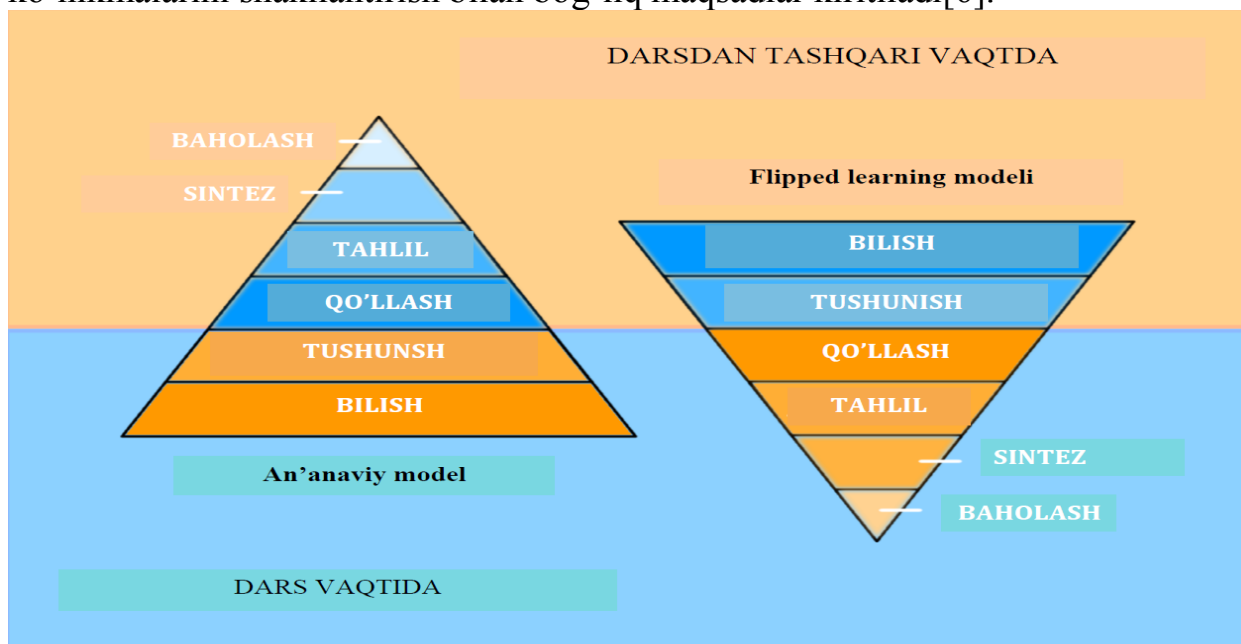 DARSDAN TASHQARI VAQTDA
BAHOLASH
SINTEZ
TAHLIL
QO'LLASH
TUSHUNSH
BILISH
An'anaviy model
Flipped learning modeli
BILISH
TUSHUNISH
QO'LLASH
TAHLIL
SINTEZ
BAHOLASH
DARS VAQTIDA